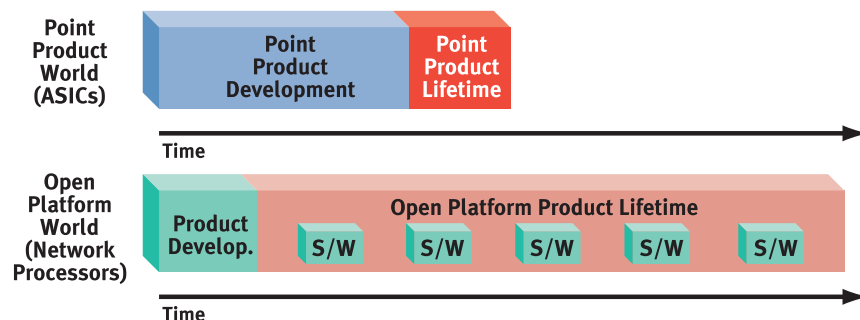 Point
Product
World
(ASICs)
Point
Product
Development
Point
Product
Lifetime
Time
Open
Platform
World
(Network
Processors)
Product
Develop.
Open Platform Product Lifetime
S/W
S/W
S/W
S/W
S/W
Time